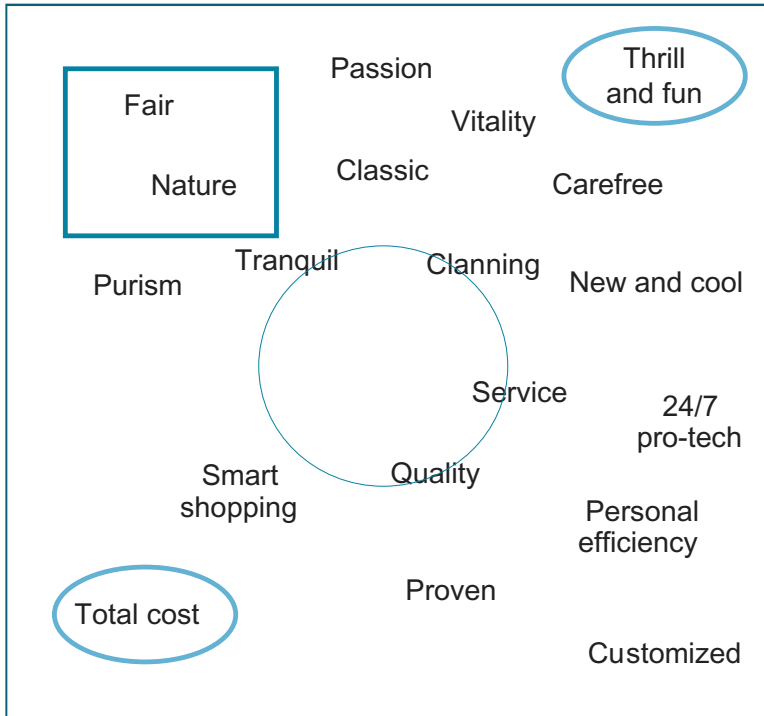 Passion
Thrill
and fun
Fair
Vitality
Nature
Classic
Carefree
Tranquil
Clanning
Purism
New and cool
Service
24/7
pro-tech
Smart
shopping
Quality
Personal
efficiency
Proven
Total cost
Customized